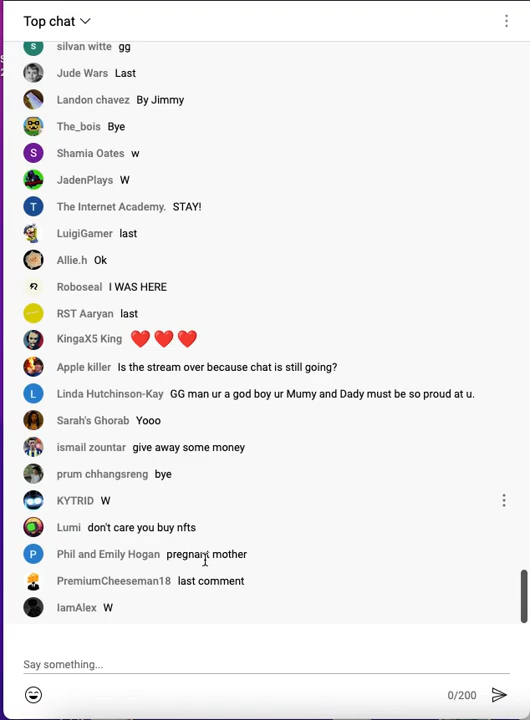 Top chat
S silvan witte gg
Jude Wars Last
Landon chavez By Jimmy
The_bois Bye
S Shamia Oates w
JadenPlays W
T The Internet Academy. STAY!
LuigiGamer last
Allie.h Ok
Roboseal I WAS HERE
RST Aaryan last
KingaX5 King ❤️❤️❤️
Apple killer Is the stream over because chat is still going?
L Linda Hutchinson-Kay GG man ur a god boy ur Mumy and Dady must be so proud at u.
Sarah's Ghorab Yooo
ismail zountar give away some money
prum chhangsreng bye
KYTRID W
Lumi don't care you buy nfts
P Phil and Emily Hogan pregnant mother
PremiumCheeseman18 last comment
IamAlex W
Say something...
0/200